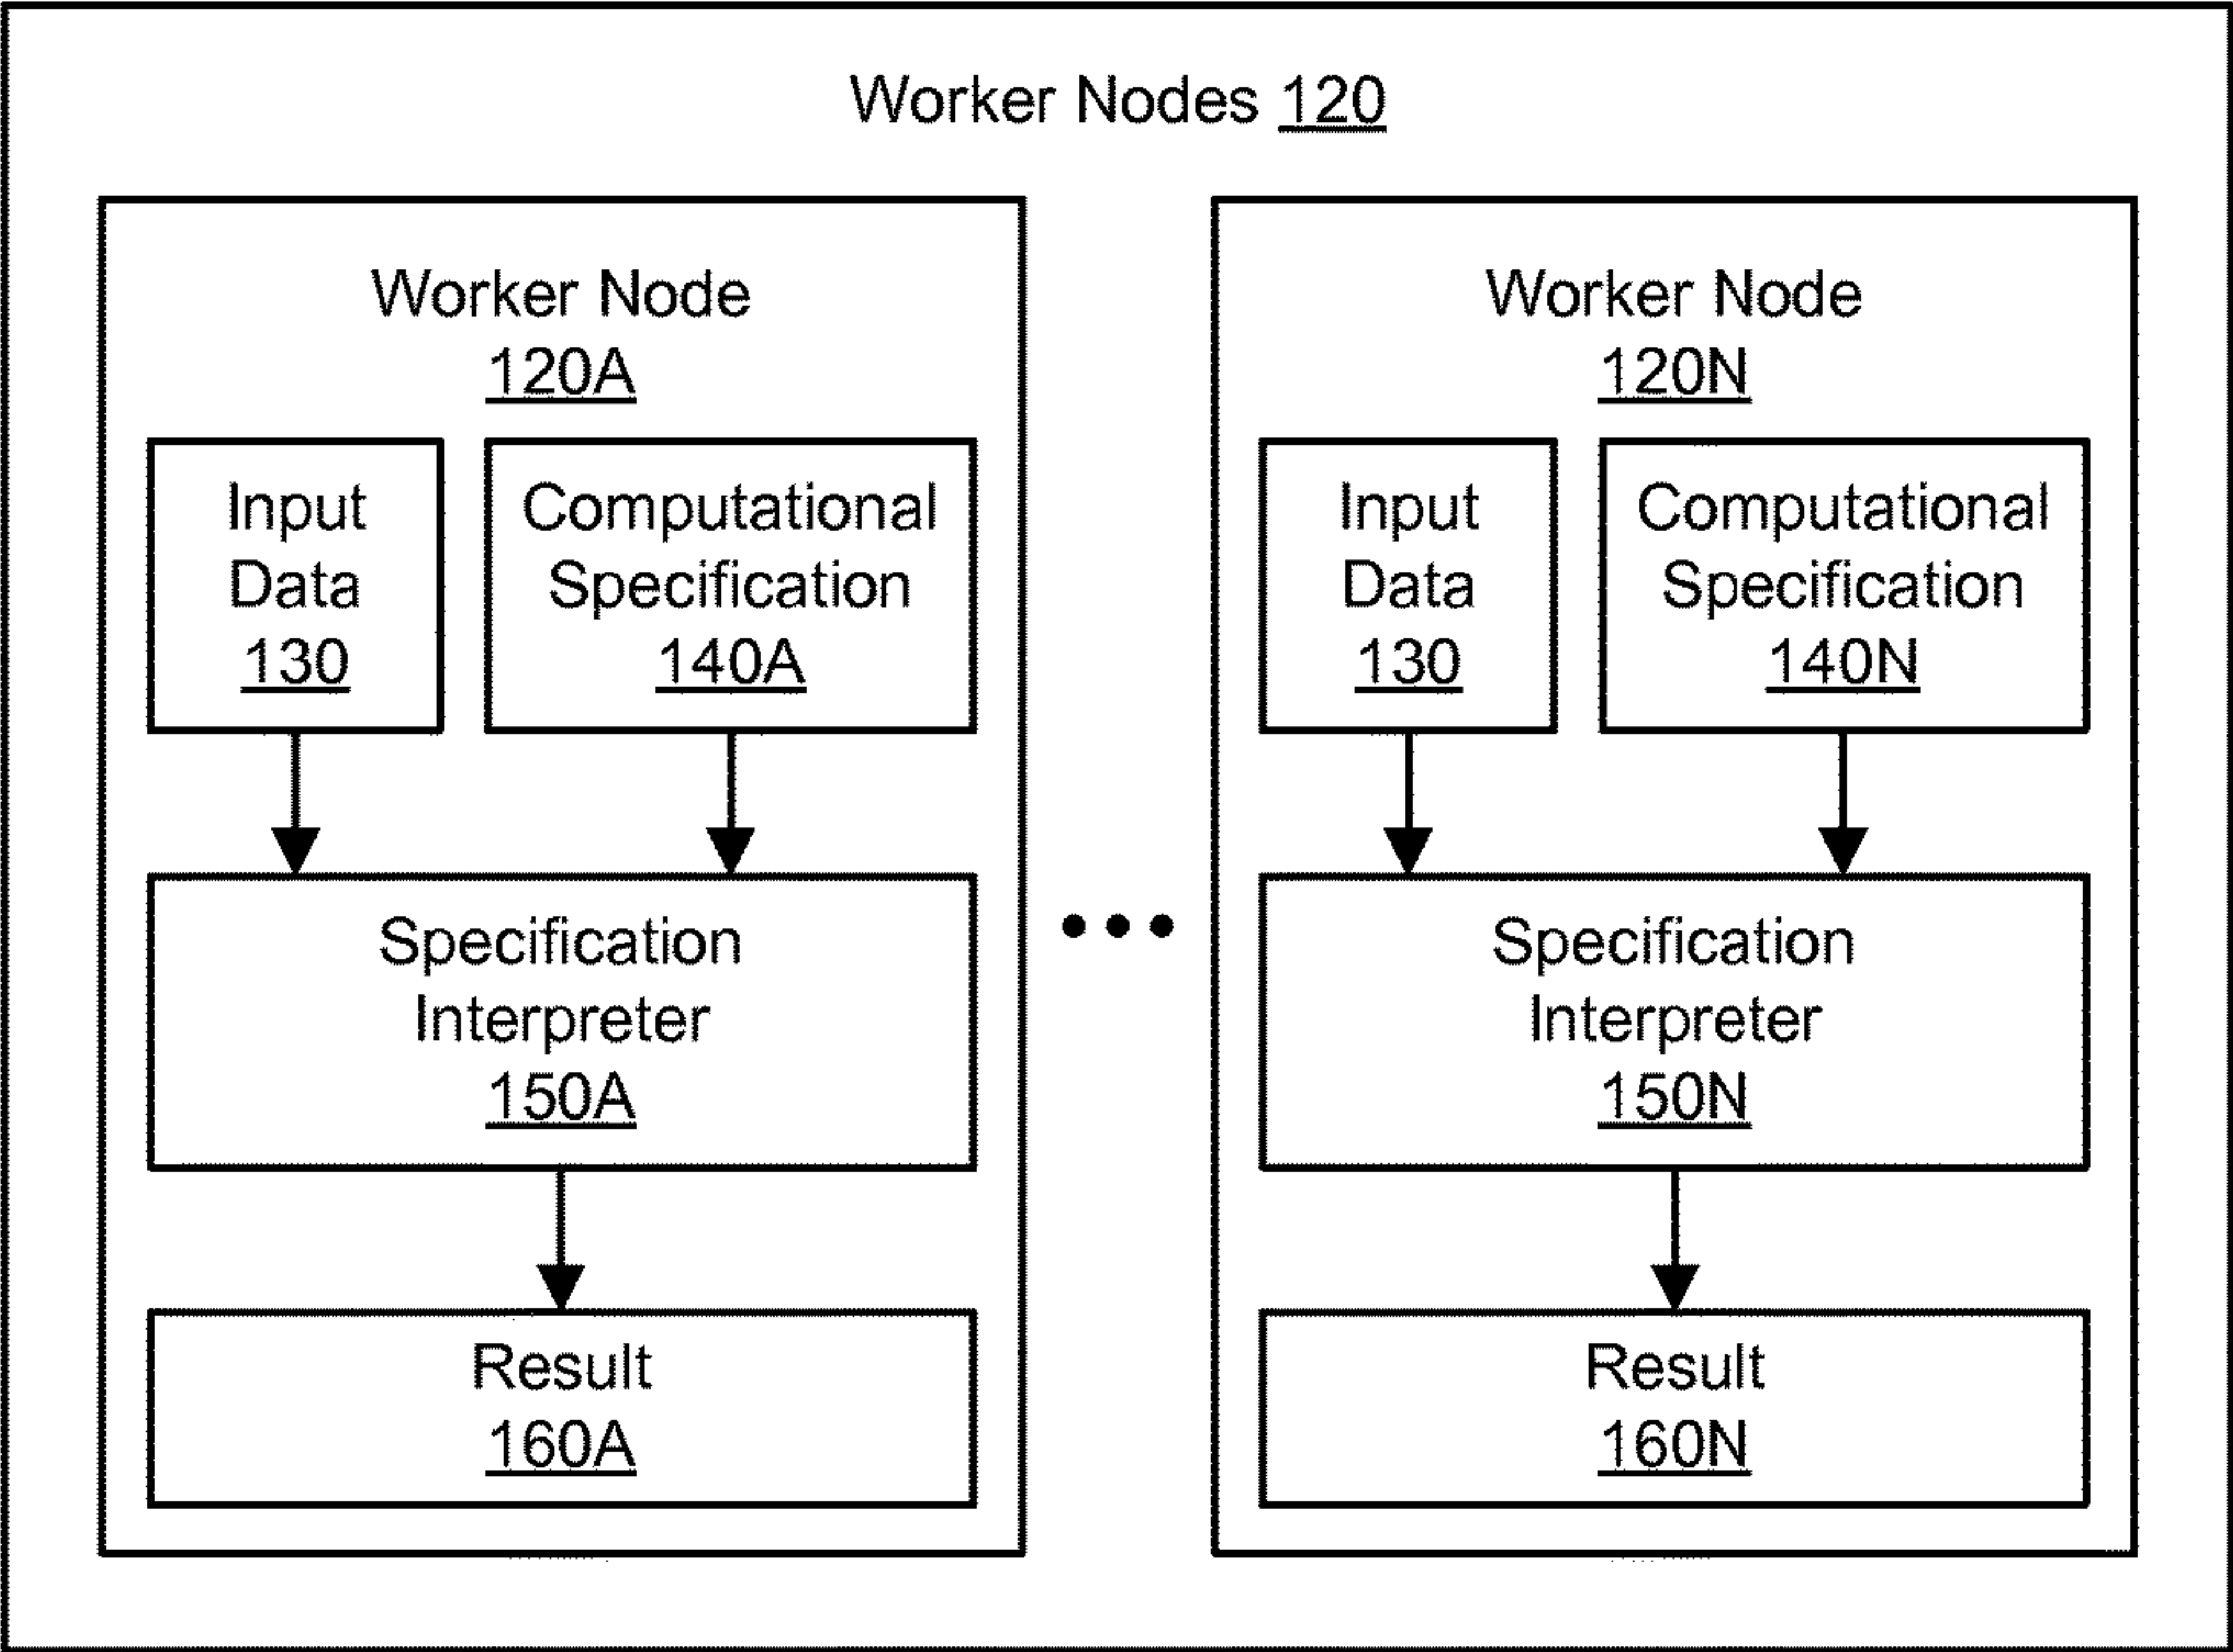 Worker Nodes 120
Worker Node
120A
Input
Data
130
Computational
Specification
140A
Specification
Interpreter
150A
Result
160A
Worker Node
120N
Input
Data
130
Computational
Specification
140N
Specification
Interpreter
150N
Result
160N